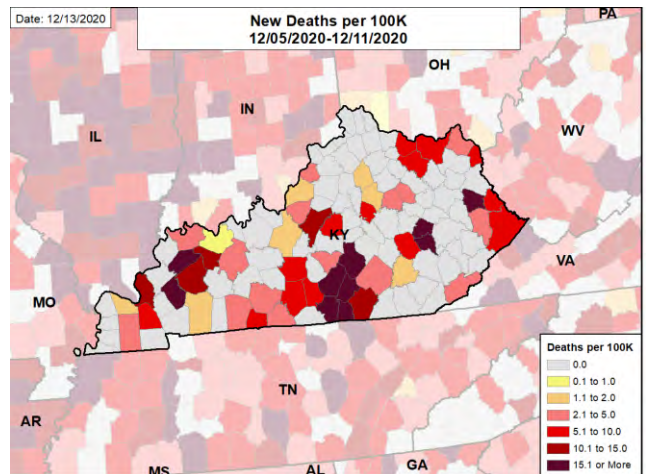 Date: 12/13/2020
New Deaths per 100K
12/05/2020-12/11/2020
PA
OH
IN
IL
WV
KY
VA
MO
TN
AR
MS
AL
GA
Deaths per 100K
0.0
0.1 to 1.0
1.1 to 2.0
2.1 to 5.0
5.1 to 10.0
10.1 to 15.0
15.1 or More